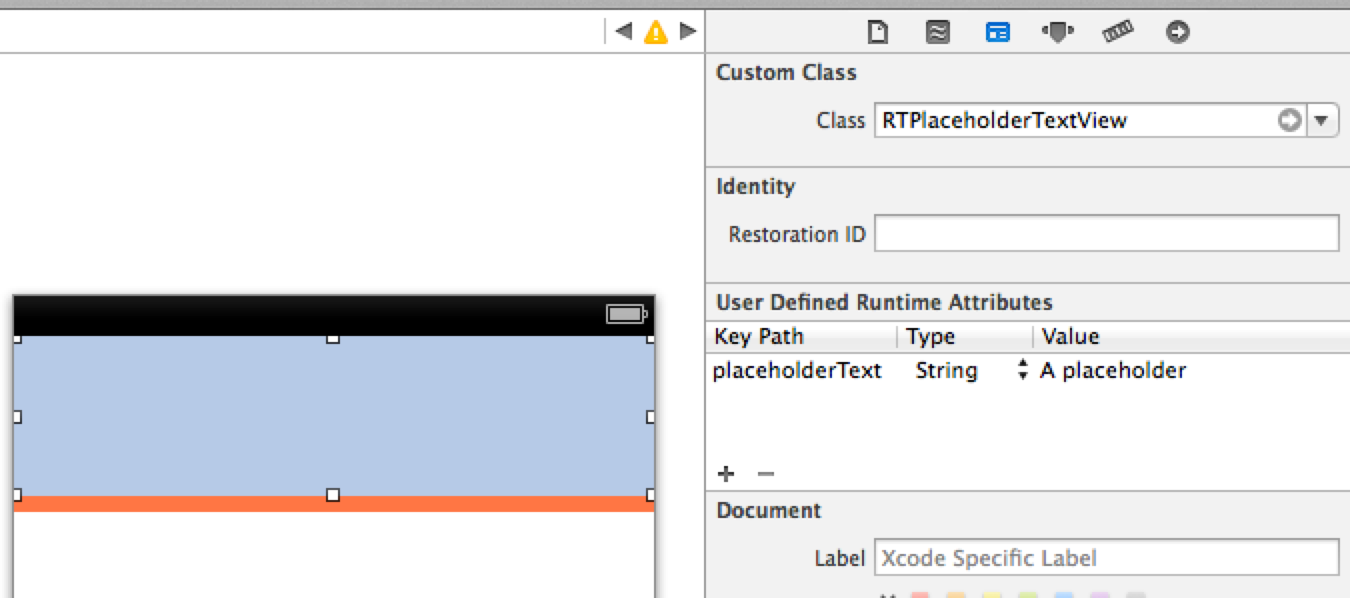 Custom Class
Class RTPlaceholderTextView
Identity
Restoration ID
User Defined Runtime Attributes
Key Path Type Value
placeholderText String A placeholder
+ −
Document
Label Xcode Specific Label